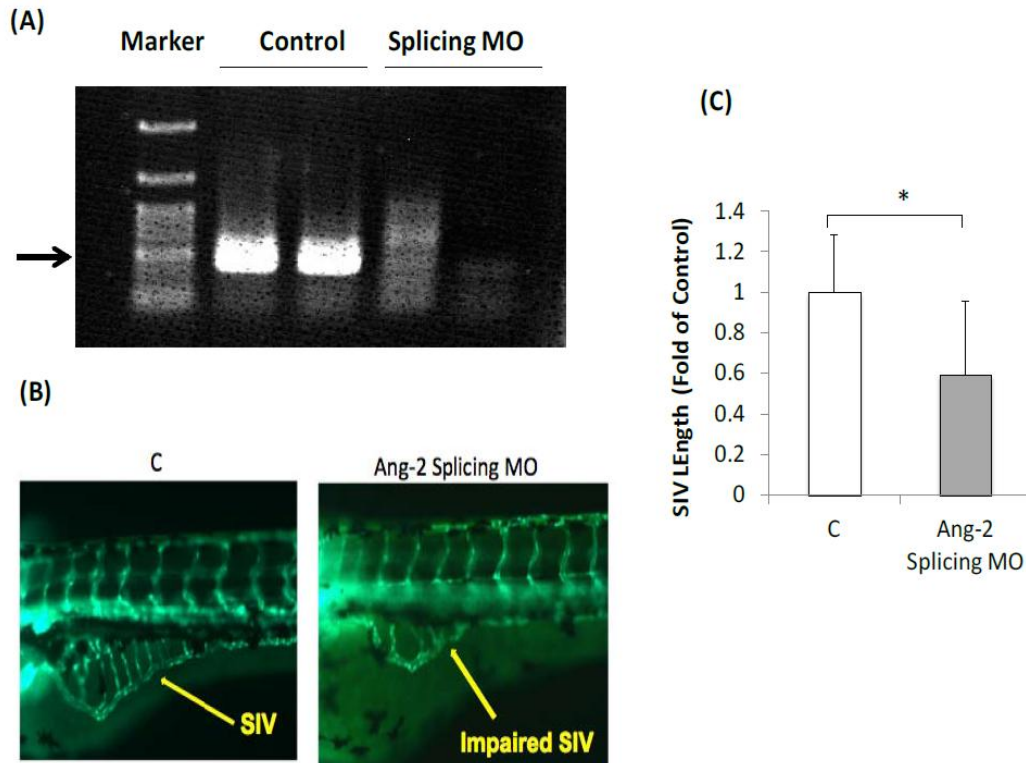 (A)
Marker Control Splicing MO
(B)
C
Ang-2 Splicing MO
SIV
Impaired SIV
(C)
SIV LEngth (Fold of Control)
1.4
1.2
1
0.8
0.6
0.4
0.2
0
*
C
Ang-2
Splicing MO